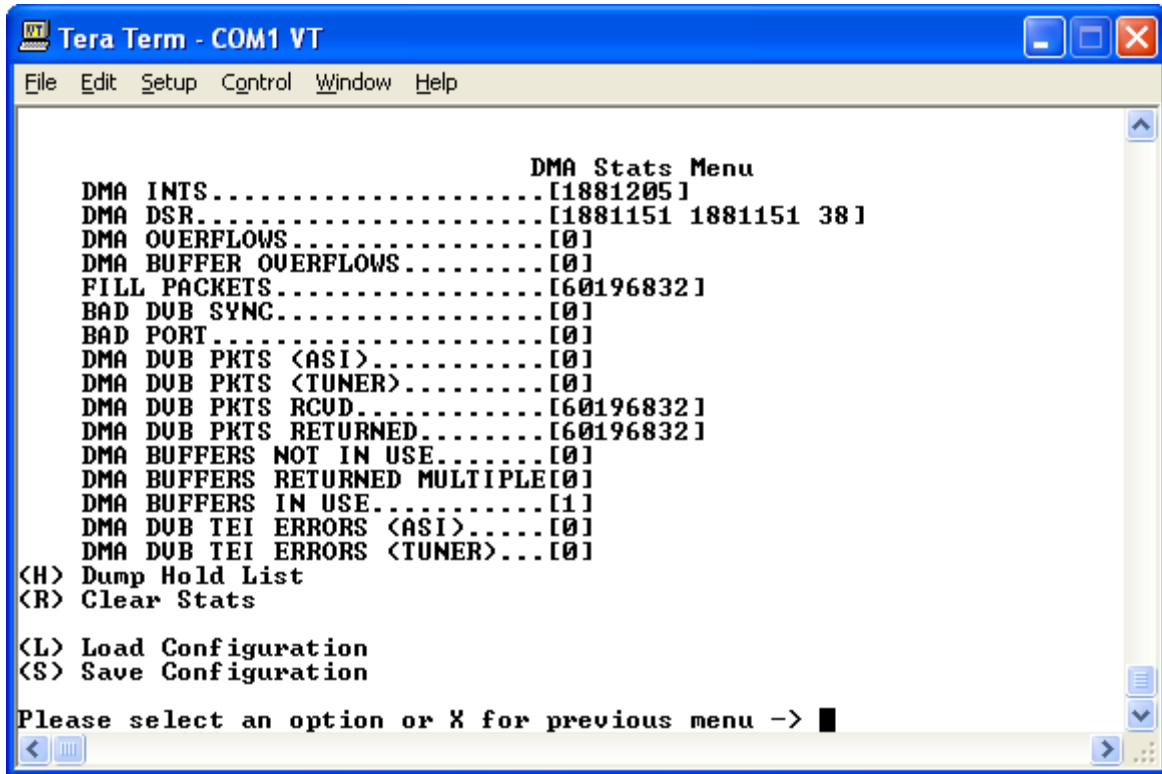 Tera Term - COM1 VT
File Edit Setup Control Window Help
DMA Stats Menu
DMA INTS.......................[1881205]
DMA DSR........................[1881151 1881151 38]
DMA OVERFLOWS..................[0]
DMA BUFFER OVERFLOWS...........[0]
FILL PACKETS...................[60196832]
BAD DVB SYNC...................[0]
BAD PORT.......................[0]
DMA DVB PKTS (ASI).............[0]
DMA DVB PKTS (TUNER)...........[0]
DMA DVB PKTS RCVD..............[60196832]
DMA DVB PKTS RETURNED..........[60196832]
DMA BUFFERS NOT IN USE.........[0]
DMA BUFFERS RETURNED MULTIPLE[0]
DMA BUFFERS IN USE.............[1]
DMA DVB TEI ERRORS (ASI).....[0]
DMA DVB TEI ERRORS (TUNER)...[0]
(H) Dump Hold List
(R) Clear Stats
(L) Load Configuration
(S) Save Configuration
Please select an option or X for previous menu ->